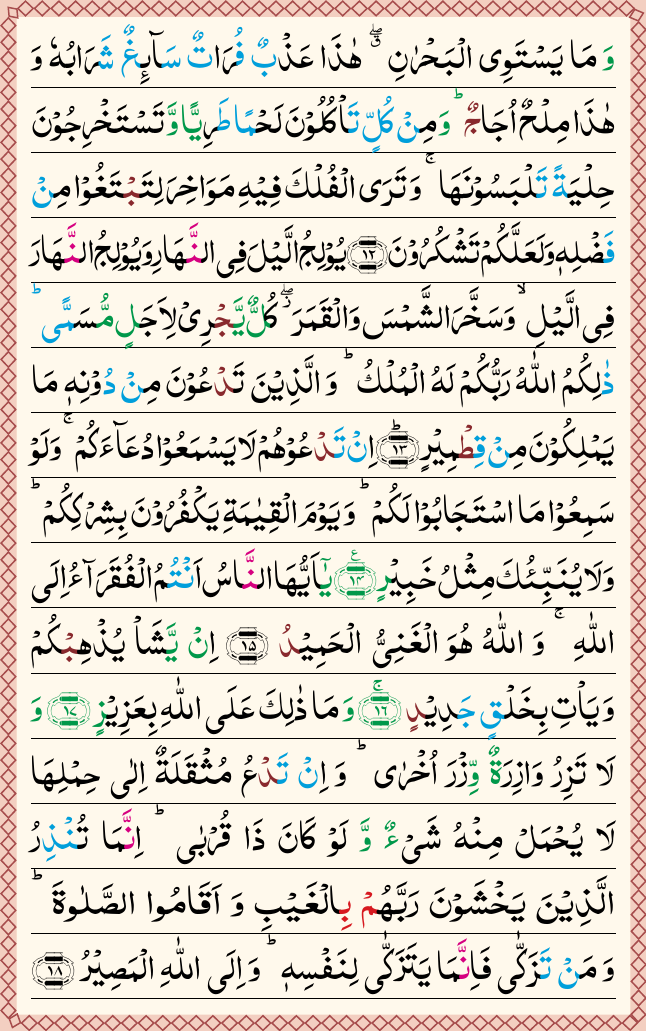 وَ مَا يَسْتَوِى الْبَحْرٰنِ ۖۗ هٰذَا عَذْبٌ فُرَاتٌ سَآىِٕغٌ شَرَابُهٗ وَ
هٰذَا مِلْحٌ اُجَاجٌ ؕ وَمِنْ كُلٍّ تَاْكُلُوْنَ لَحْمًا طَرِيًّا وَّ تَسْتَخْرِجُوْنَ
حِلْيَةً تَلْبَسُوْنَهَا ۚ وَ تَرَى الْفُلْكَ فِيْهِ مَوَاخِرَ لِتَبْتَغُوْا مِنْ
فَضْلِهٖ وَ لَعَلَّكُمْ تَشْكُرُوْنَ ۝۱۲ يُوْلِجُ الَّيْلَ فِى النَّهَارِ وَ يُوْلِجُ النَّهَارَ
فِى الَّيْلِ ۙ وَ سَخَّرَ الشَّمْسَ وَ الْقَمَرَ ۖؗ كُلٌّ يَّجْرِىْ لِاَجَلٍ مُّسَمًّى ؕ
ذٰلِكُمُ اللّٰهُ رَبُّكُمْ لَهُ الْمُلْكُ ؕ وَ الَّذِيْنَ تَدْعُوْنَ مِنْ دُوْنِهٖ مَا
يَمْلِكُوْنَ مِنْ قِطْمِيْرٍ ؕ۝۱۳ اِنْ تَدْعُوْهُمْ لَا يَسْمَعُوْا دُعَآءَكُمْ ۚ وَ لَوْ
سَمِعُوْا مَا اسْتَجَابُوْا لَكُمْ ؕ وَ يَوْمَ الْقِيٰمَةِ يَكْفُرُوْنَ بِشِرْكِكُمْ ؕ
وَ لَا يُنَبِّئُكَ مِثْلُ خَبِيْرٍ ۝۱۴ ع يٰۤاَيُّهَا النَّاسُ اَنْتُمُ الْفُقَرَآءُ اِلَى
اللّٰهِ ۚ وَ اللّٰهُ هُوَ الْغَنِىُّ الْحَمِيْدُ ۝۱۵ اِنْ يَّشَاْ يُذْهِبْكُمْ
وَ يَاْتِ بِخَلْقٍ جَدِيْدٍ ۚ۝۱۶ وَ مَا ذٰلِكَ عَلَى اللّٰهِ بِعَزِيْزٍ ۝۱۷ وَ
لَا تَزِرُ وَازِرَةٌ وِّزْرَ اُخْرٰى ؕ وَ اِنْ تَدْعُ مُثْقَلَةٌ اِلٰى حِمْلِهَا
لَا يُحْمَلْ مِنْهُ شَىْءٌ وَّ لَوْ كَانَ ذَا قُرْبٰى ؕ اِنَّمَا تُنْذِرُ
الَّذِيْنَ يَخْشَوْنَ رَبَّهُمْ بِالْغَيْبِ وَ اَقَامُوا الصَّلٰوةَ ؕ
وَ مَنْ تَزَكّٰى فَاِنَّمَا يَتَزَكّٰى لِنَفْسِهٖ ؕ وَ اِلَى اللّٰهِ الْمَصِيْرُ ۝۱۸